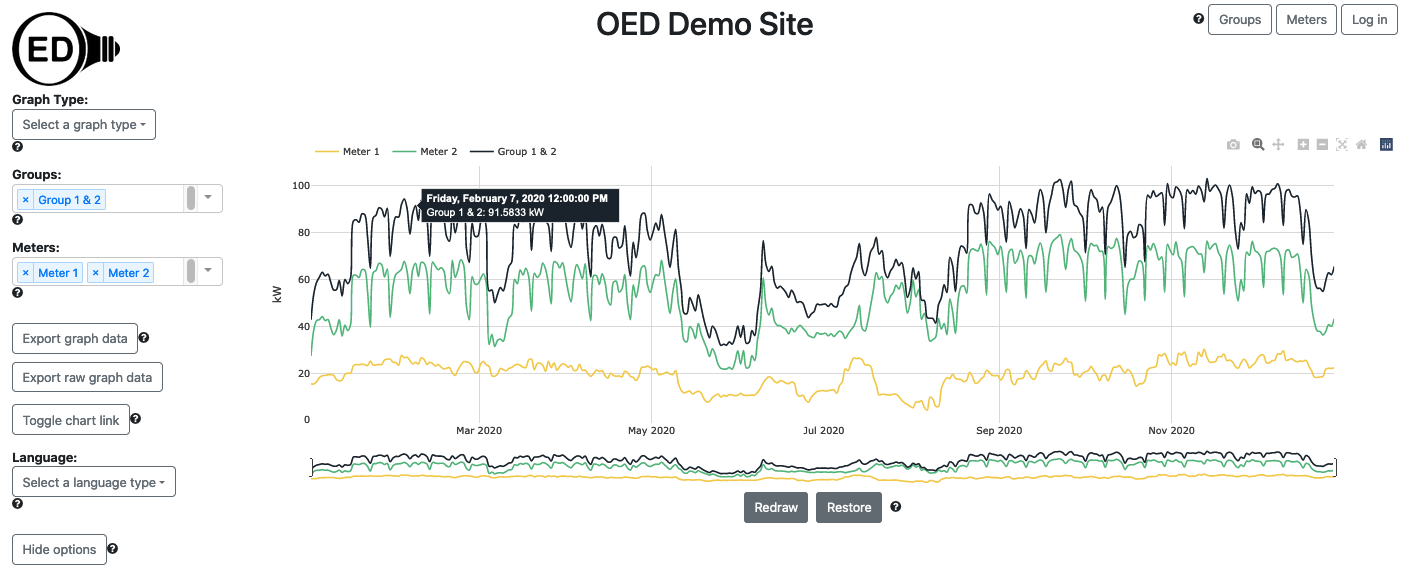 ED
OED Demo Site
? Groups Meters Log in
Graph Type:
Select a graph type
?
Groups:
× Group 1 & 2
?
Meters:
× Meter 1 × Meter 2
?
Export graph data ?
Export raw graph data
Toggle chart link ?
Language:
Select a language type
?
Hide options ?
Meter 1 Meter 2 Group 1 & 2
Friday, February 7, 2020 12:00:00 PM
Group 1 & 2: 91.5833 kW
100
80
60
40
20
0
kW
Mar 2020 May 2020 Jul 2020 Sep 2020 Nov 2020
Redraw Restore ?